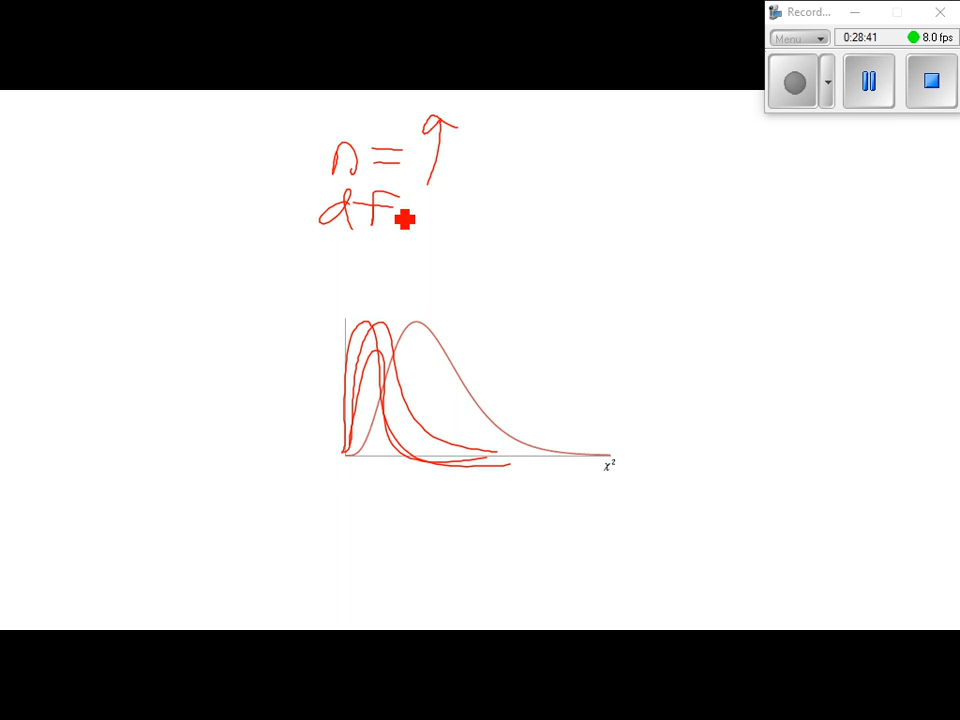 Record...
Menu
0:28:41
8.0 fps
n = ↑
dF
χ²